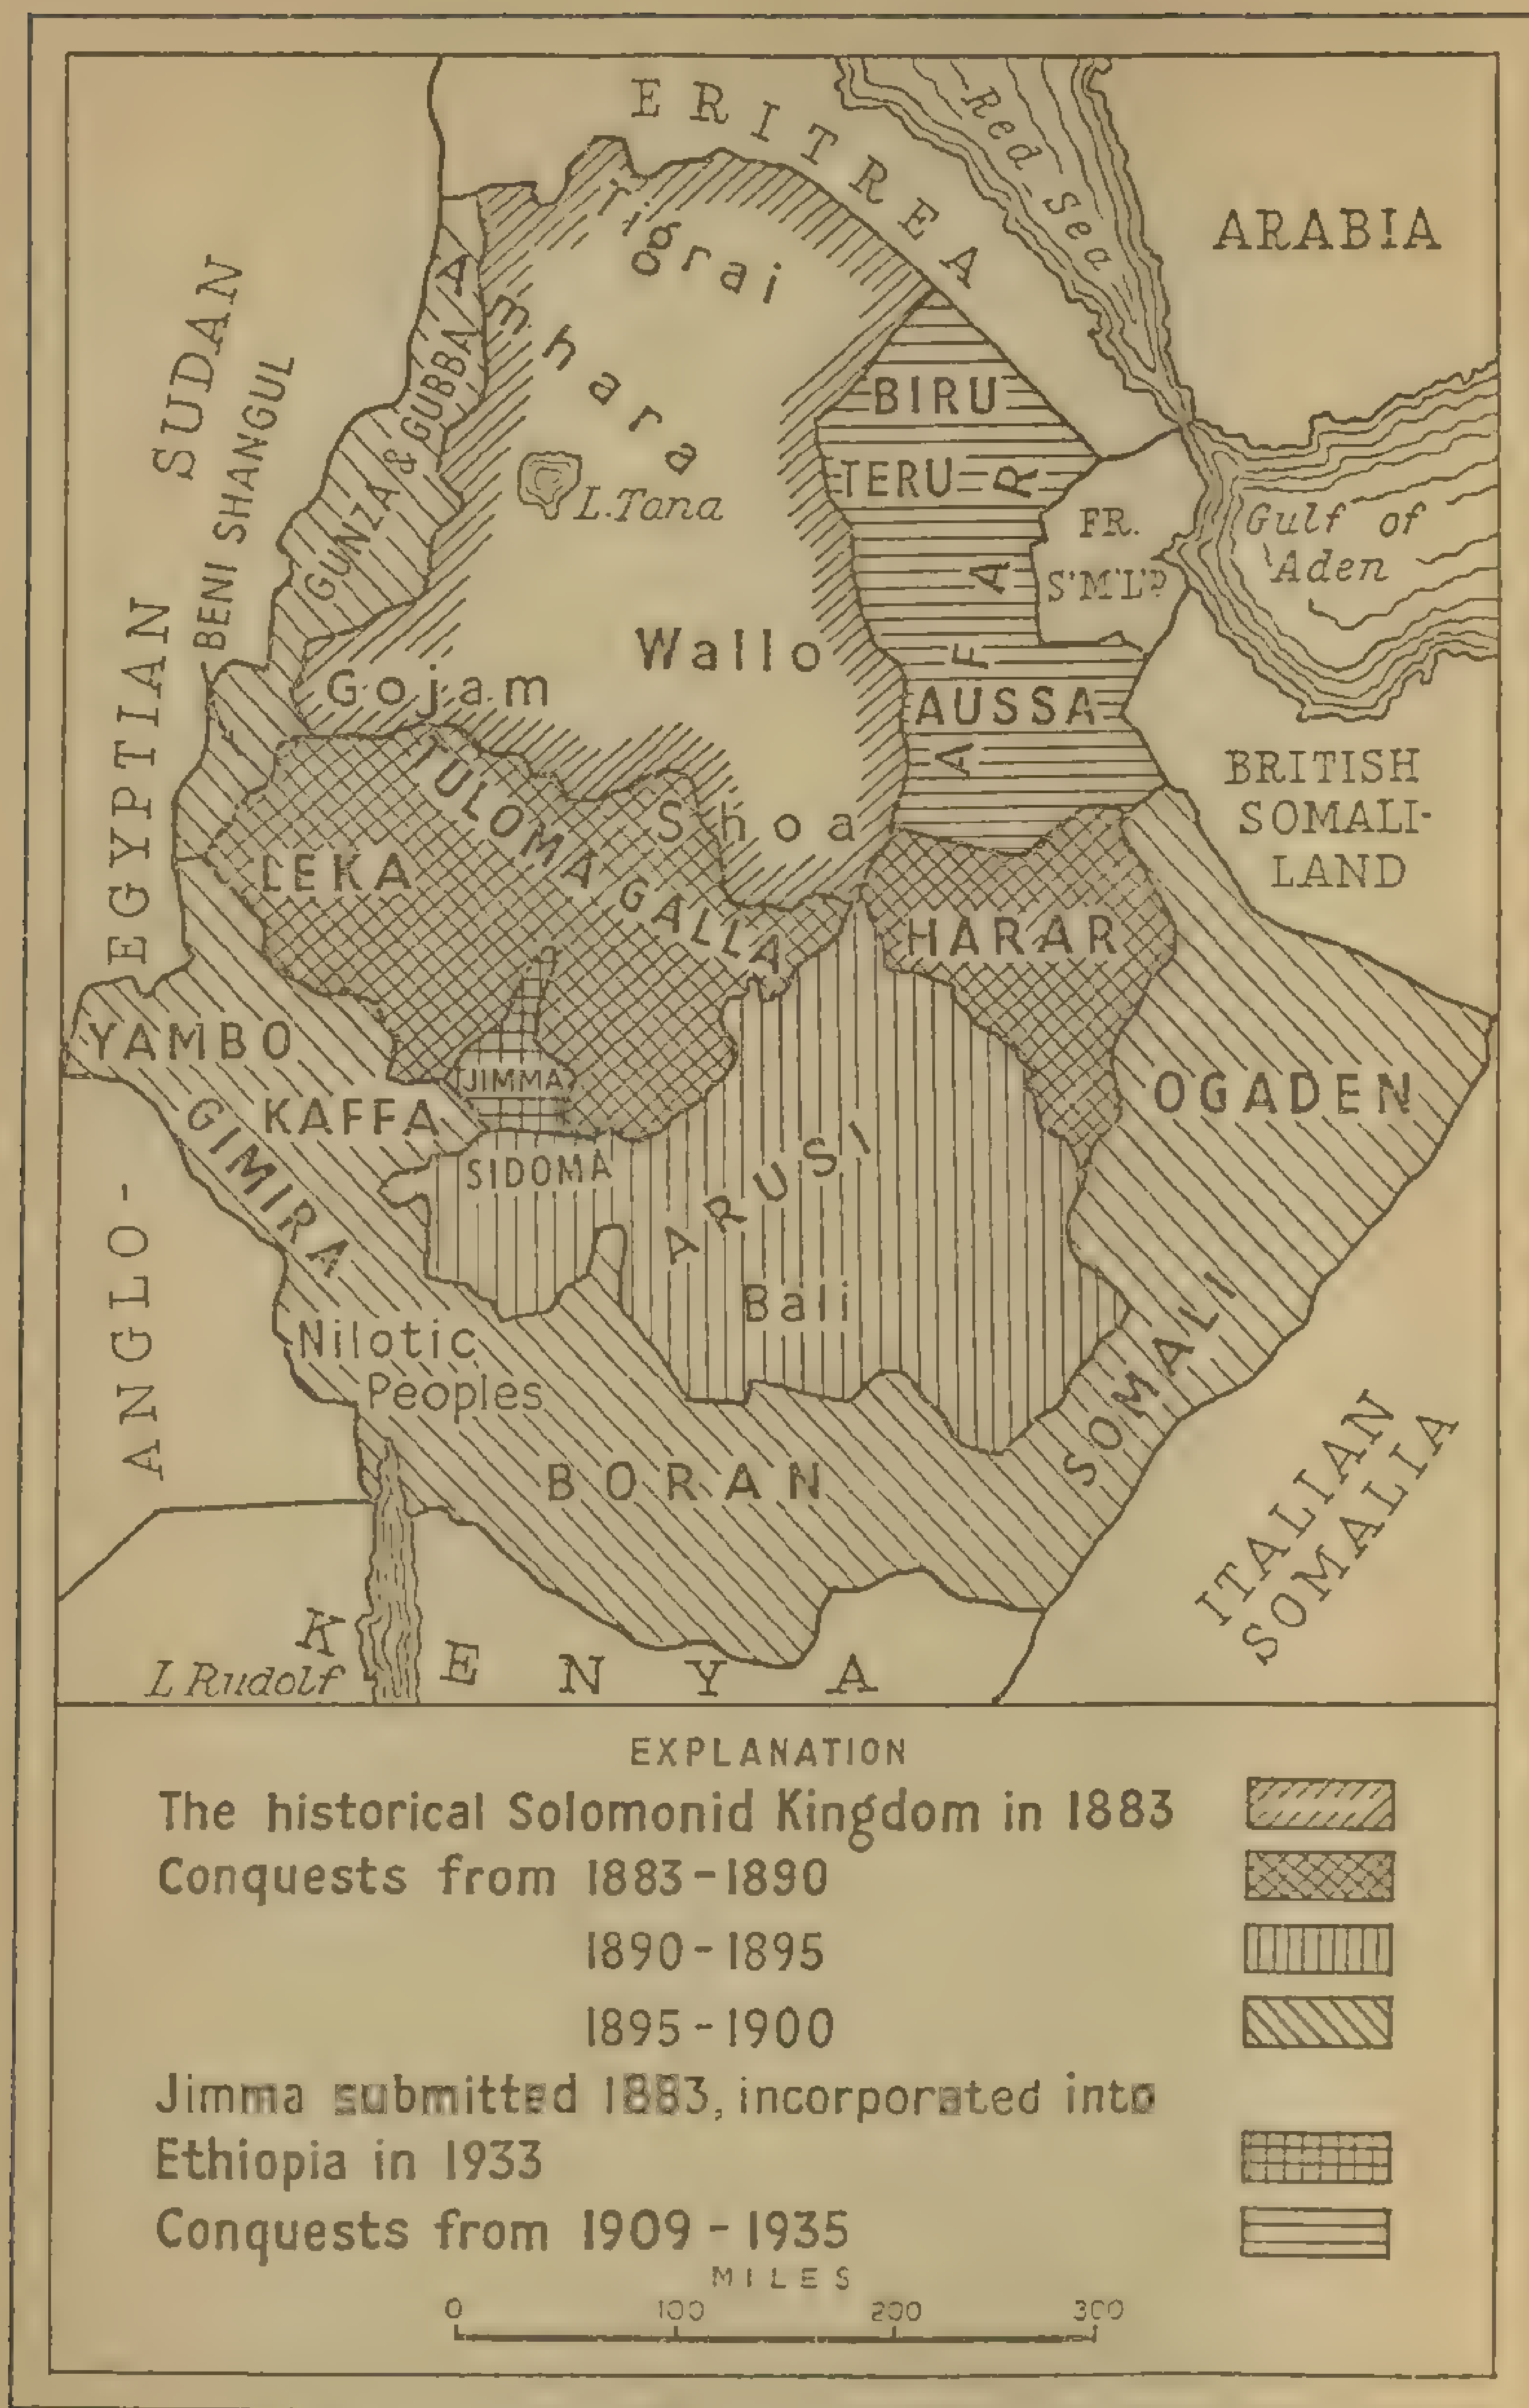 ERITREA
Red Sea
ARABIA
Tigrai
Amhara
SUDAN
EGYPTIAN
ANGLO-
BENI SHANGUL
GUNZA & GUBBA
BIRU
TERU
AFAR
L.Tana
FR.
S'M'L'D
Gulf of
Aden
Wallo
Gojam
AUSSA
BRITISH
SOMALI-
LAND
TULOMA GALLA
Shoa
LEKA
HARAR
YAMBO
JIMMA
OGADEN
KAFFA
GIMIRA
SIDOMA
ARUSI
Bali
Nilotic
Peoples
SOMALI
BORAN
ITALIAN
SOMALIA
KENYA
L Rudolf
EXPLANATION
The historical Solomonid Kingdom in 1883
Conquests from 1883-1890
1890-1895
1895-1900
Jimma submitted 1883, incorporated into
Ethiopia in 1933
Conquests from 1909-1935
MILES
0 100 200 300